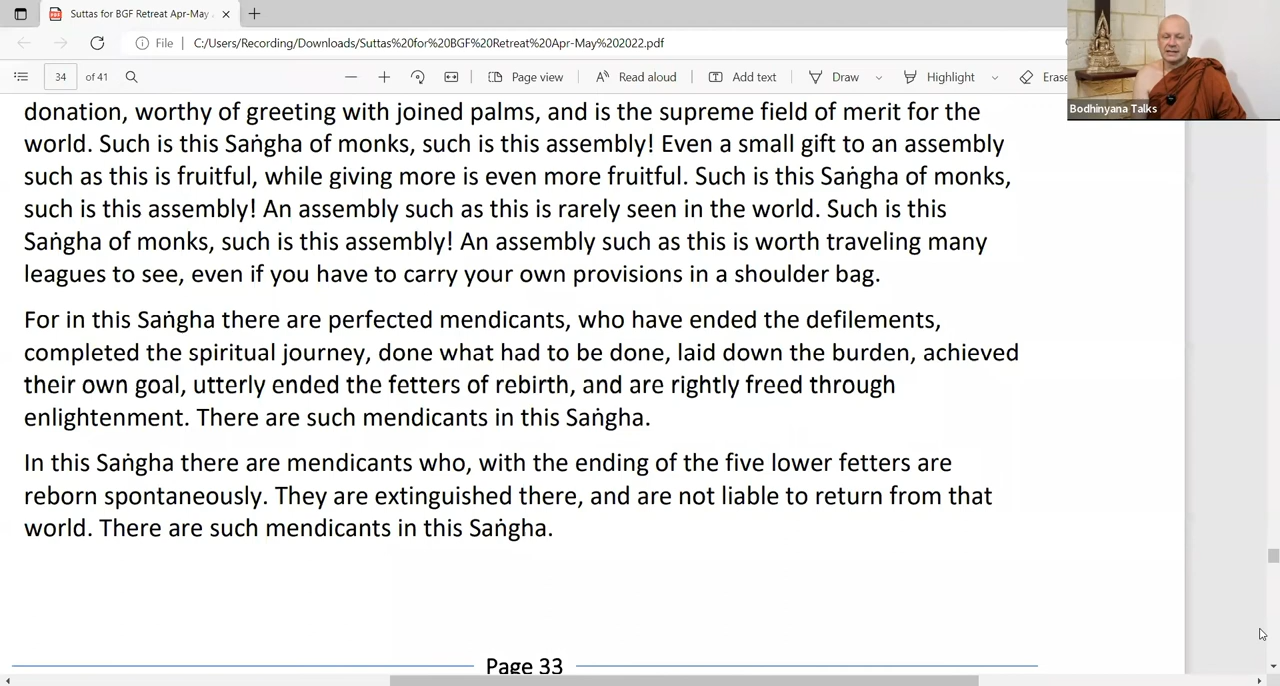 Suttas for BGF Retreat Apr-May
File C:/Users/Recording/Downloads/Suttas%20for%20BGF%20Retreat%20Apr-May%202022.pdf
34 of 41 Page view Read aloud Add text Draw Highlight Erase
Bodhinyana Talks
donation, worthy of greeting with joined palms, and is the supreme field of merit for the
world. Such is this Saṅgha of monks, such is this assembly! Even a small gift to an assembly
such as this is fruitful, while giving more is even more fruitful. Such is this Saṅgha of monks,
such is this assembly! An assembly such as this is rarely seen in the world. Such is this
Saṅgha of monks, such is this assembly! An assembly such as this is worth traveling many
leagues to see, even if you have to carry your own provisions in a shoulder bag.
For in this Saṅgha there are perfected mendicants, who have ended the defilements,
completed the spiritual journey, done what had to be done, laid down the burden, achieved
their own goal, utterly ended the fetters of rebirth, and are rightly freed through
enlightenment. There are such mendicants in this Saṅgha.
In this Saṅgha there are mendicants who, with the ending of the five lower fetters are
reborn spontaneously. They are extinguished there, and are not liable to return from that
world. There are such mendicants in this Saṅgha.
Page 33